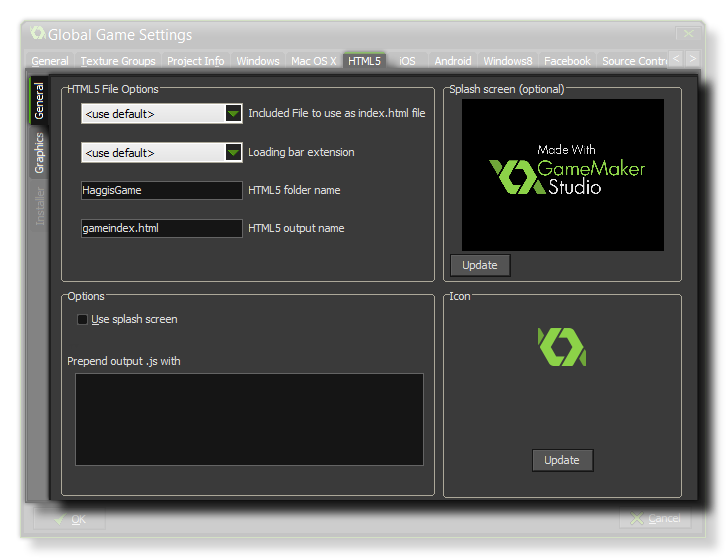 Global Game Settings
General Texture Groups Project Info Windows Mac OS X HTML5 iOS Android Windows8 Facebook Source Contro
General
Graphics
Installer
HTML5 File Options
<use default> Included File to use as index.html file
<use default> Loading bar extension
HaggisGame HTML5 folder name
gameindex.html HTML5 output name
Splash screen (optional)
Made With
GameMaker
Studio
Update
Options
Use splash screen
Prepend output .js with
Icon
Update
OK
Cancel